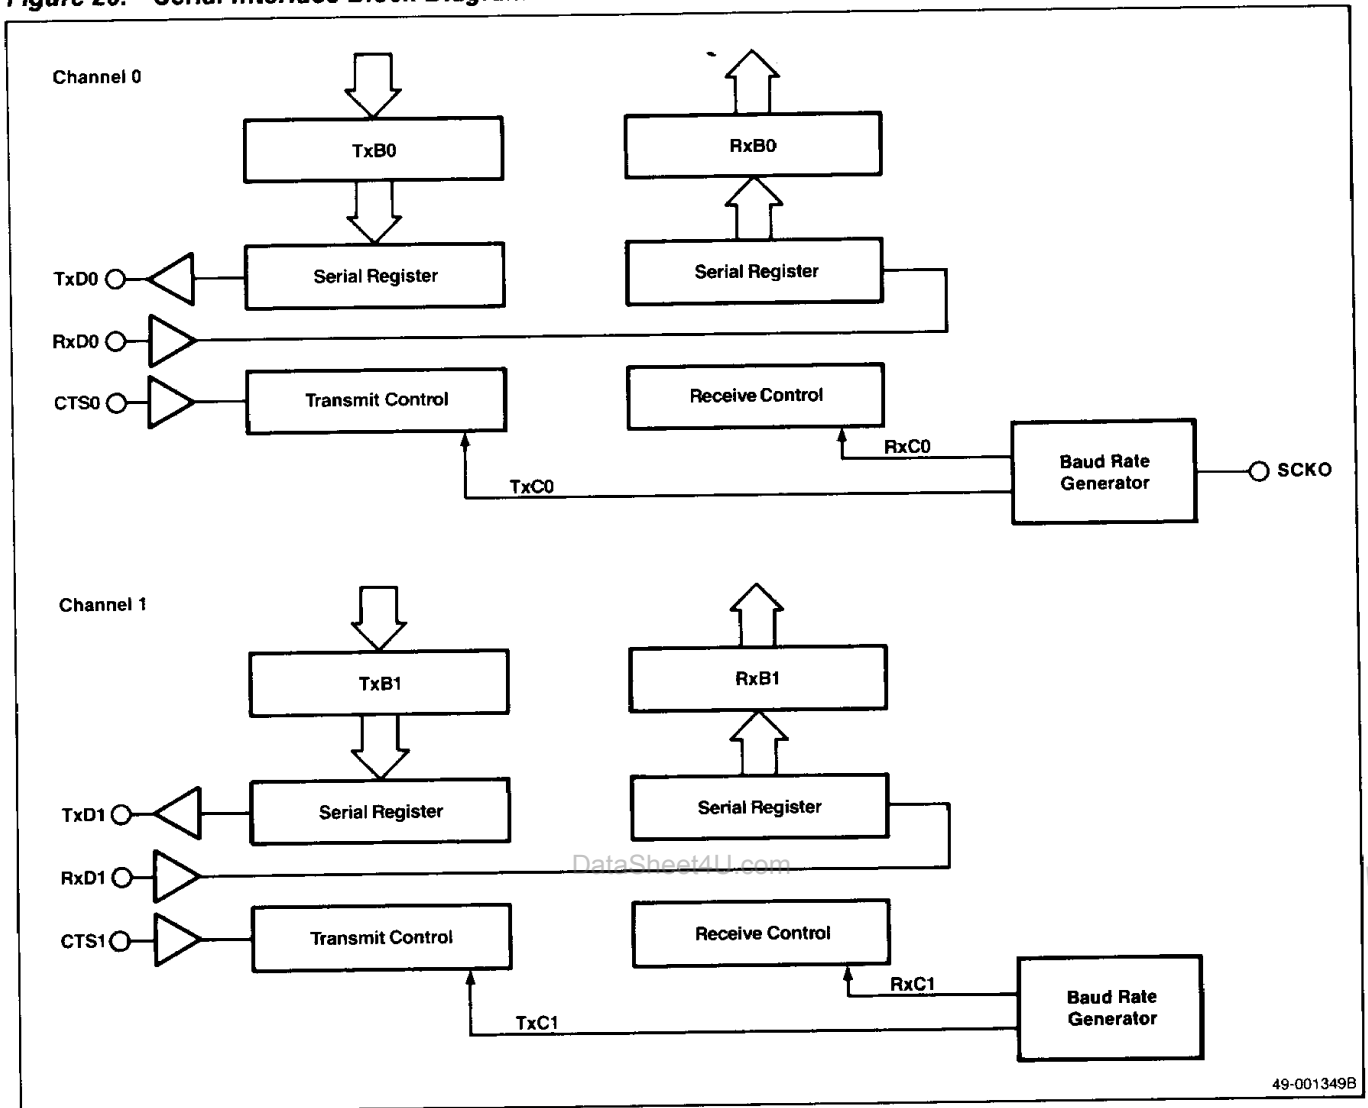 Channel 0
TxB0
RxB0
TxD0
Serial Register
Serial Register
RxD0
CTS0
Transmit Control
Receive Control
RxC0
TxC0
Baud Rate
Generator
SCKO
Channel 1
TxB1
RxB1
TxD1
Serial Register
Serial Register
DataSheet4U.com
RxD1
CTS1
Transmit Control
Receive Control
RxC1
TxC1
Baud Rate
Generator
49-001349B